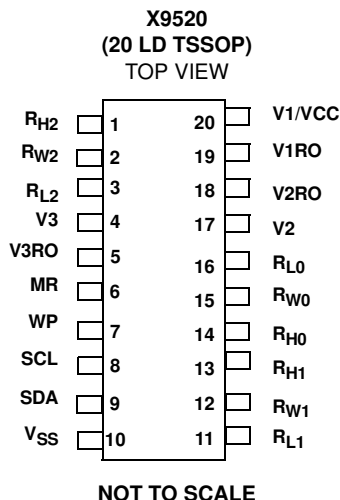 X9520
(20 LD TSSOP)
TOP VIEW
RH2 1 20 V1/VCC
RW2 2 19 V1RO
RL2 3 18 V2RO
V3 4 17 V2
V3RO 5 16 RL0
MR 6 15 RW0
WP 7 14 RH0
SCL 8 13 RH1
SDA 9 12 RW1
VSS 10 11 RL1
NOT TO SCALE